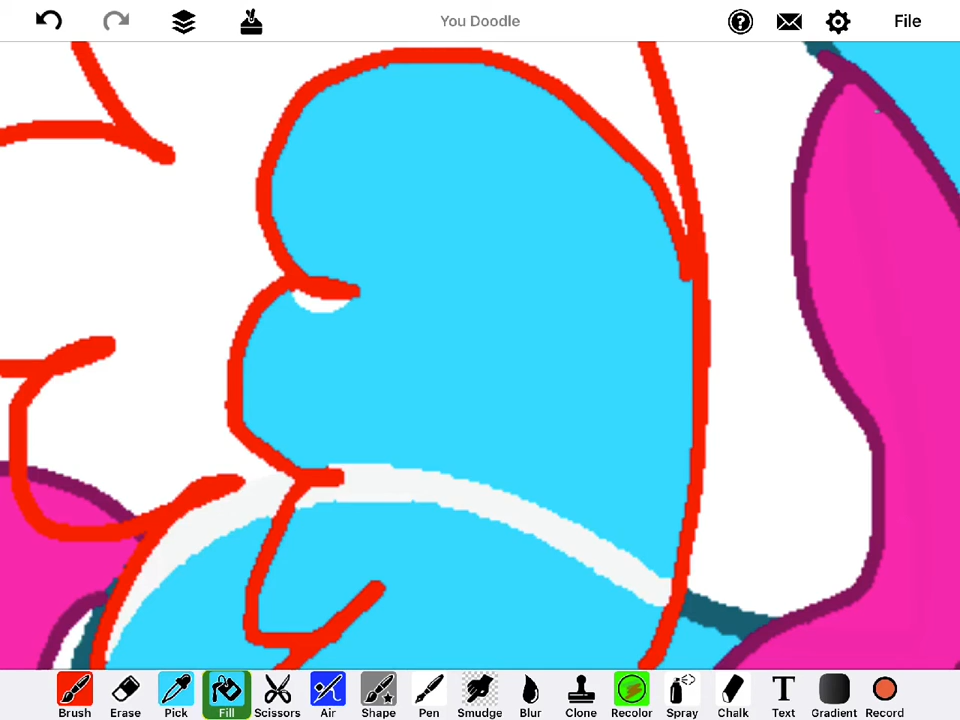 You Doodle
File
Brush Erase Pick Fill Scissors Air Shape Pen Smudge Blur Clone Recolor Spray Chalk Text Gradient Record